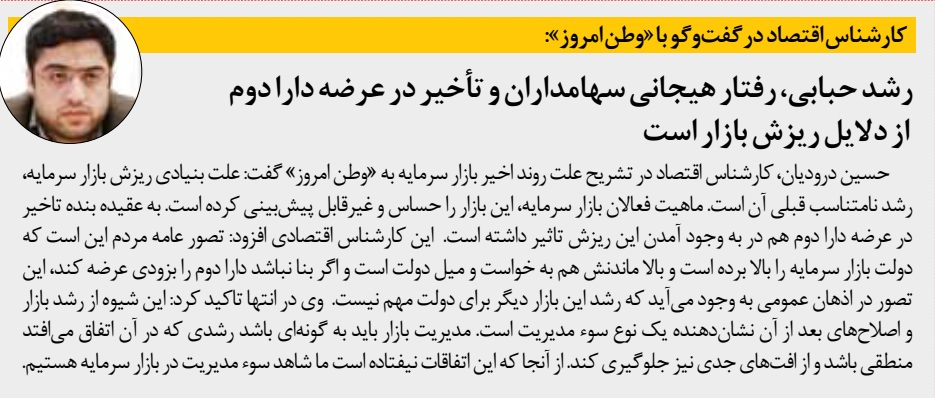 کارشناس اقتصاد در گفت‌وگو با «وطن امروز»:
رشد حبابی، رفتار هیجانی سهامداران و تأخیر در عرضه دارا دوم
از دلایل ریزش بازار است
حسین درودیان، کارشناس اقتصاد در تشریح علت روند اخیر بازار سرمایه به «وطن امروز» گفت: علت بنیادی ریزش بازار سرمایه،
رشد نامتناسب قبلی آن است. ماهیت فعالان بازار سرمایه، این بازار را حساس و غیرقابل پیش‌بینی کرده است. به عقیده بنده تاخیر
در عرضه دارا دوم هم در به وجود آمدن این ریزش تاثیر داشته است. این کارشناس اقتصادی افزود: تصور عامه مردم این است که
دولت بازار سرمایه را بالا برده است و بالا ماندنش هم به خواست و میل دولت است و اگر بنا نباشد دارا دوم را بزودی عرضه کند، این
تصور در اذهان عمومی به وجود می‌آید که رشد این بازار دیگر برای دولت مهم نیست. وی در انتها تاکید کرد: این شیوه از رشد بازار
و اصلاح‌های بعد از آن نشان‌دهنده یک نوع سوء مدیریت است. مدیریت بازار باید به گونه‌ای باشد رشدی که در آن اتفاق می‌افتد
منطقی باشد و از افت‌های جدی نیز جلوگیری کند. از آنجا که این اتفاقات نیفتاده است ما شاهد سوء مدیریت در بازار سرمایه هستیم.